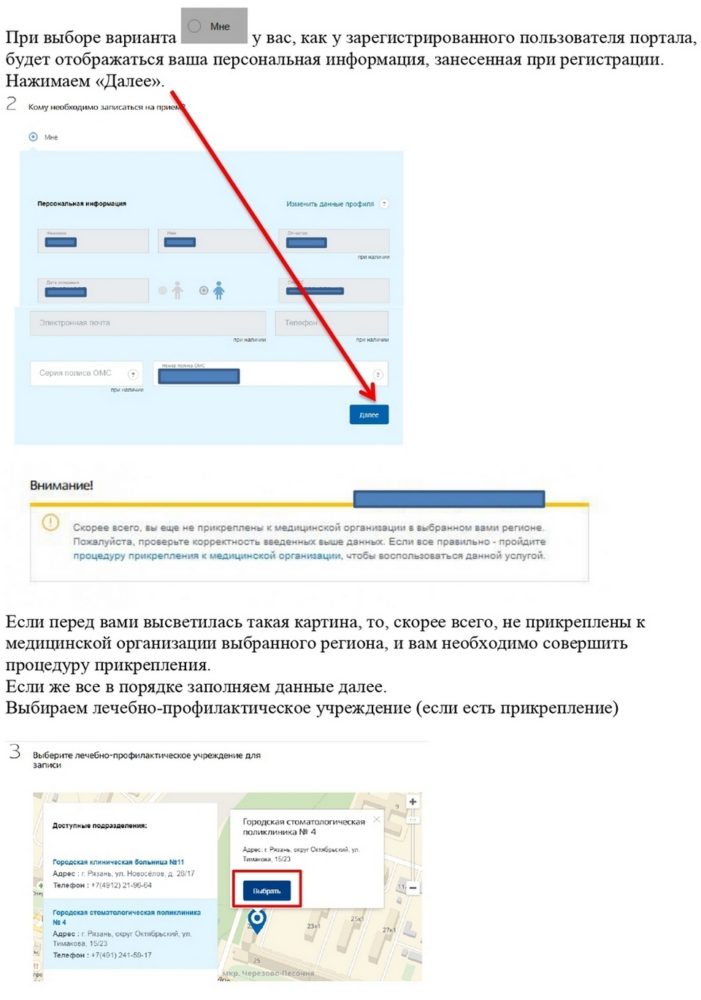 При выборе варианта Мне у вас, как у зарегистрированного пользователя портала,
будет отображаться ваша персональная информация, занесенная при регистрации.
Нажимаем «Далее».
2 Кому необходимо записаться на прием?
Мне
Персональная информация Изменить данные профиля ?
Фамилия Имя Отчество
при наличии
Дата рождения
Электронная почта Телефон
при наличии при наличии
Серия полиса ОМС ? Номер полиса ОМС ?
при наличии
Далее
Внимание!
Скорее всего, вы еще не прикреплены к медицинской организации в выбранном вами регионе.
Пожалуйста, проверьте корректность введенных выше данных. Если все правильно - пройдите
процедуру прикрепления к медицинской организации, чтобы воспользоваться данной услугой.
Если перед вами высветилась такая картина, то, скорее всего, не прикреплены к
медицинской организации выбранного региона, и вам необходимо совершить
процедуру прикрепления.
Если же все в порядке заполняем данные далее.
Выбираем лечебно-профилактическое учреждение (если есть прикрепление)
3 Выберите лечебно-профилактическое учреждение для
записи
Доступные подразделения:
Городская клиническая больница №11
Адрес : г. Рязань, ул. Новосёлов, д. 26/17
Телефон : +7(4912) 21-96-64
Городская стоматологическая поликлиника
№ 4
Адрес : г. Рязань, округ Октябрьский, ул.
Тимакова, 15/23
Телефон : +7(491) 241-59-17
Городская стоматологическая
поликлиника № 4
Адрес: г. Рязань, округ Октябрьский, ул.
Тимакова, 15/23
Выбрать
9
23к1
25к1
27к1
25
мкр. Черезово-Песочня